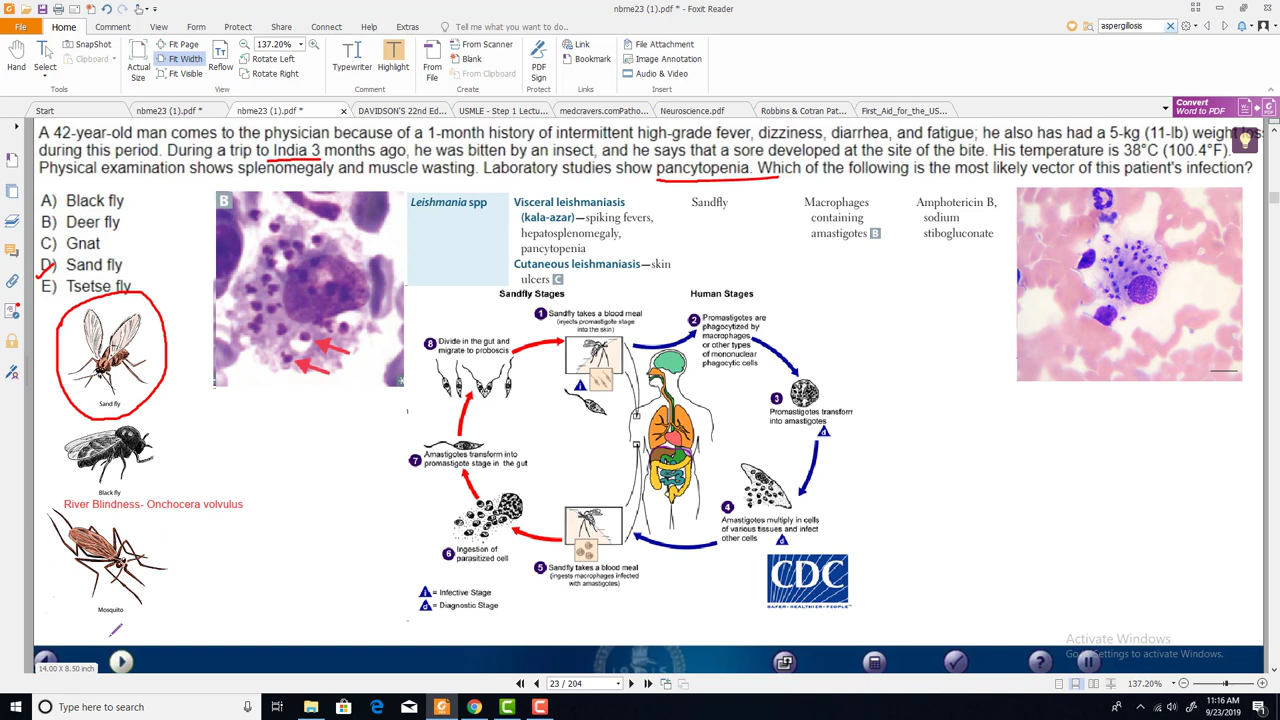 nbme23 (1).pdf * - Foxit Reader
File Home Comment View Form Protect Share Connect Help Extras Tell me what you want to do.. aspergillosis
SnapShot
Clipboard
Hand Select
Tools
Actual Size
Fit Page
Fit Width
Fit Visible
Reflow
137.20%
Rotate Left
Rotate Right
View
Typewriter Highlight
Comment
From File
From Scanner
Blank
From Clipboard
Create
PDF Sign
Protect
Link
Bookmark
Links
File Attachment
Image Annotation
Audio & Video
Insert
Start nbme23 (1).pdf * nbme23 (1).pdf * DAVIDSON'S 22nd Ed... USMLE - Step 1 Lectu... medcravers.comPatho... Neuroscience.pdf Robbins & Cotran Pat... First_Aid_for_the_US...
Convert Word to PDF
A 42-year-old man comes to the physician because of a 1-month history of intermittent high-grade fever, dizziness, diarrhea, and fatigue; he also has had a 5-kg (11-lb) weight loss
during this period. During a trip to India 3 months ago, he was bitten by an insect, and he says that a sore developed at the site of the bite. His temperature is 38°C (100.4°F).
Physical examination shows splenomegaly and muscle wasting. Laboratory studies show pancytopenia. Which of the following is the most likely vector of this patient's infection?
A) Black fly
B) Deer fly
C) Gnat
D) Sand fly
E) Tsetse fly
B
Leishmania spp
Visceral leishmaniasis
(kala-azar)—spiking fevers,
hepatosplenomegaly,
pancytopenia
Cutaneous leishmaniasis—skin
ulcers C
Sandfly
Macrophages
containing
amastigotes B
Amphotericin B,
sodium
stibogluconate
Sandfly Stages
Human Stages
1 Sandfly takes a blood meal
(injects promastigote stage
into the skin)
2 Promastigotes are
phagocytized by
macrophages
or other types
of mononuclear
phagocytic cells
8 Divide in the gut and
migrate to proboscis
i
3
Promastigotes transform
into amastigotes
d
7 Amastigotes transform into
promastigote stage in the gut
4
Amastigotes multiply in cells
of various tissues and infect
other cells d
6 Ingestion of
parasitized cell
5 Sandfly takes a blood meal
(ingests macrophages infected
with amastigotes)
i = Infective Stage
d = Diagnostic Stage
CDC
SAFER·HEALTHIER·PEOPLE™
Sand fly
Black fly
River Blindness- Onchocera volvulus
Mosquito
Activate Windows
Go to Settings to activate Windows.
14.00 x 8.50 inch
23 / 204
137.20%
Type here to search
11:16 AM
9/23/2019